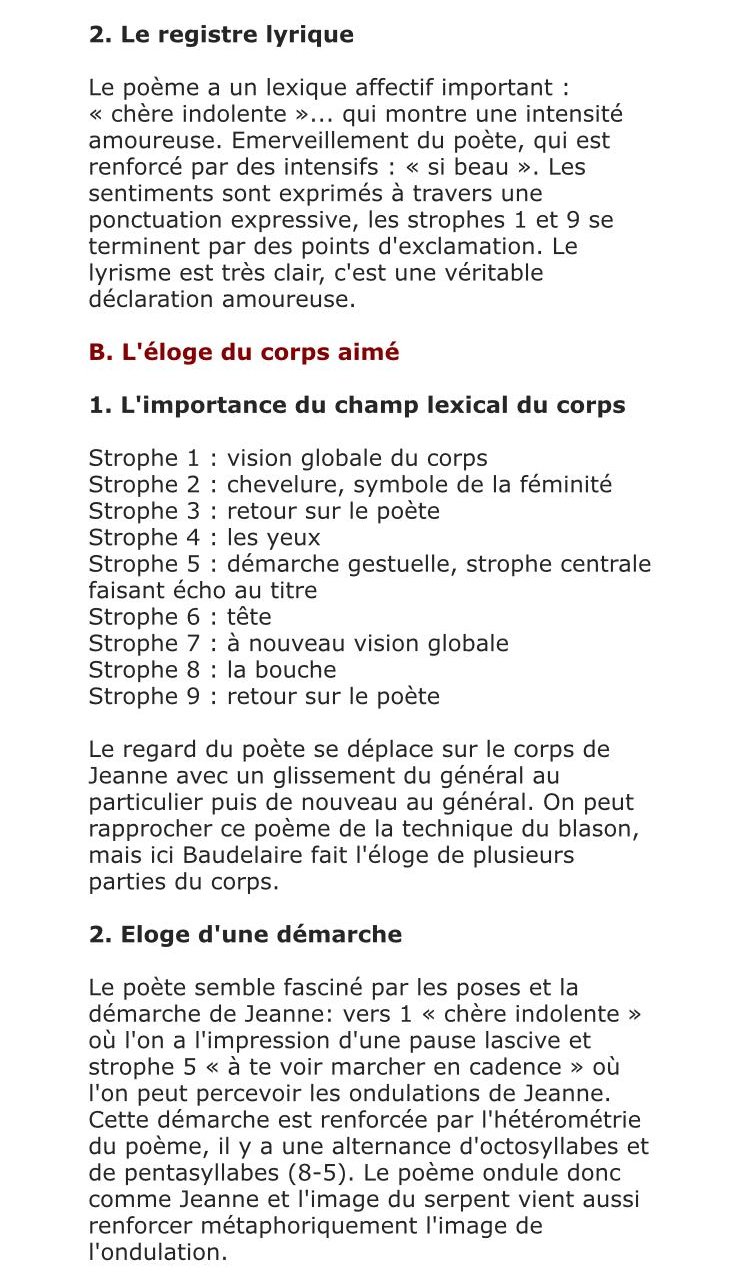 2. Le registre lyrique
Le poème a un lexique affectif important :
« chère indolente »... qui montre une intensité
amoureuse. Emerveillement du poète, qui est
renforcé par des intensifs : « si beau ». Les
sentiments sont exprimés à travers une
ponctuation expressive, les strophes 1 et 9 se
terminent par des points d'exclamation. Le
lyrisme est très clair, c'est une véritable
déclaration amoureuse.
B. L'éloge du corps aimé
1. L'importance du champ lexical du corps
Strophe 1 : vision globale du corps
Strophe 2 : chevelure, symbole de la féminité
Strophe 3 : retour sur le poète
Strophe 4 : les yeux
Strophe 5 : démarche gestuelle, strophe centrale
faisant écho au titre
Strophe 6 : tête
Strophe 7 : à nouveau vision globale
Strophe 8 : la bouche
Strophe 9 : retour sur le poète
Le regard du poète se déplace sur le corps de
Jeanne avec un glissement du général au
particulier puis de nouveau au général. On peut
rapprocher ce poème de la technique du blason,
mais ici Baudelaire fait l'éloge de plusieurs
parties du corps.
2. Eloge d'une démarche
Le poète semble fasciné par les poses et la
démarche de Jeanne: vers 1 « chère indolente »
où l'on a l'impression d'une pause lascive et
strophe 5 « à te voir marcher en cadence » où
l'on peut percevoir les ondulations de Jeanne.
Cette démarche est renforcée par l'hétérométrie
du poème, il y a une alternance d'octosyllabes et
de pentasyllabes (8-5). Le poème ondule donc
comme Jeanne et l'image du serpent vient aussi
renforcer métaphoriquement l'image de
l'ondulation.